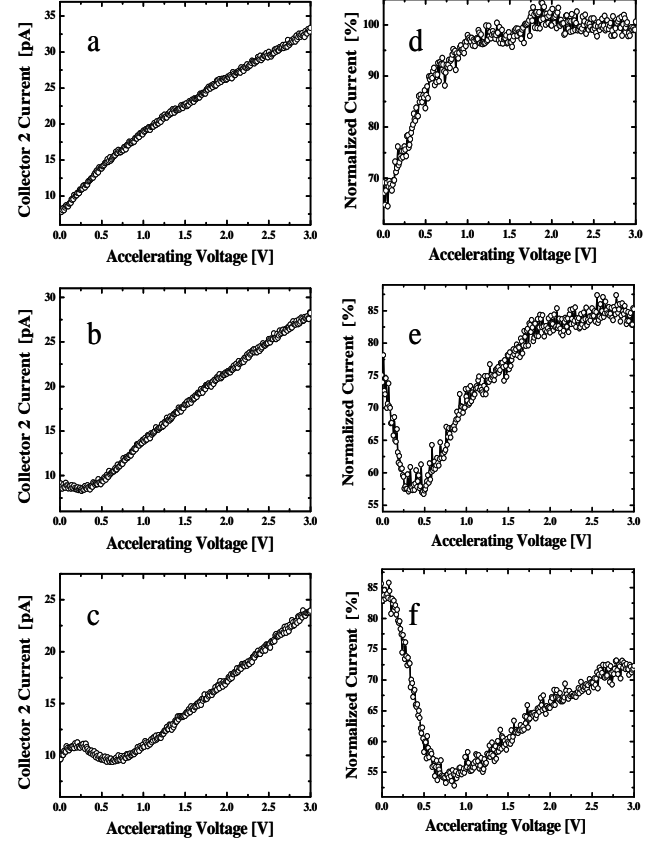 a
Collector 2 Current [pA]
35
30
25
20
15
10
0.0 0.5 1.0 1.5 2.0 2.5 3.0
Accelerating Voltage [V]
d
Normalized Current [%]
100
90
80
70
0.0 0.5 1.0 1.5 2.0 2.5 3.0
Accelerating Voltage [V]
b
Collector 2 Current [pA]
30
25
20
15
10
0.0 0.5 1.0 1.5 2.0 2.5 3.0
Accelerating Voltage [V]
e
Normalized Current [%]
85
80
75
70
65
60
55
0.0 0.5 1.0 1.5 2.0 2.5 3.0
Accelerating Voltage [V]
c
Collector 2 Current [pA]
25
20
15
10
0.0 0.5 1.0 1.5 2.0 2.5 3.0
Accelerating Voltage [V]
f
Normalized Current [%]
85
80
75
70
65
60
55
0.0 0.5 1.0 1.5 2.0 2.5 3.0
Accelerating Voltage [V]